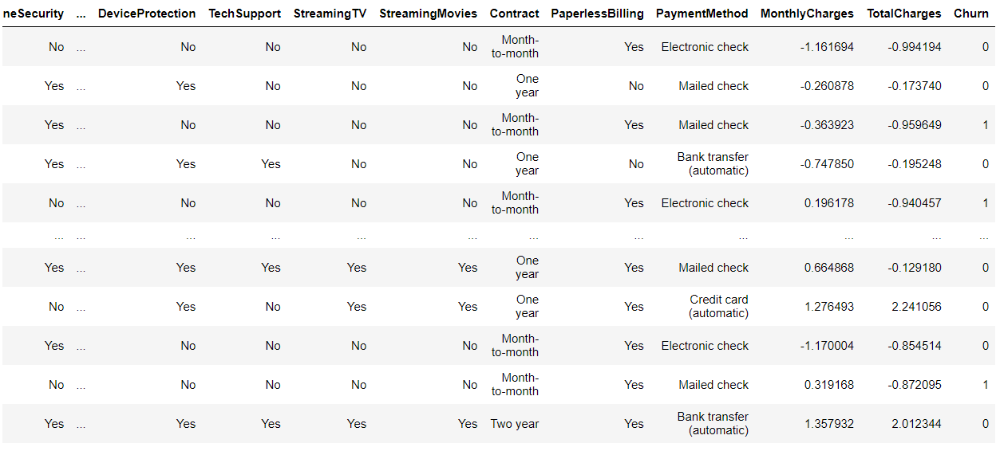 neSecurity ... DeviceProtection TechSupport StreamingTV StreamingMovies Contract PaperlessBilling PaymentMethod MonthlyCharges TotalCharges Churn
No ... No No No No Month-to-month Yes Electronic check -1.161694 -0.994194 0
Yes ... Yes No No No One year No Mailed check -0.260878 -0.173740 0
Yes ... No No No No Month-to-month Yes Mailed check -0.363923 -0.959649 1
Yes ... Yes Yes No No One year No Bank transfer (automatic) -0.747850 -0.195248 0
No ... No No No No Month-to-month Yes Electronic check 0.196178 -0.940457 1
... ... ... ... ... ... ... ... ... ... ... ...
Yes ... Yes Yes Yes Yes One year Yes Mailed check 0.664868 -0.129180 0
No ... Yes No Yes Yes One year Yes Credit card (automatic) 1.276493 2.241056 0
Yes ... No No No No Month-to-month Yes Electronic check -1.170004 -0.854514 0
No ... No No No No Month-to-month Yes Mailed check 0.319168 -0.872095 1
Yes ... Yes Yes Yes Yes Two year Yes Bank transfer (automatic) 1.357932 2.012344 0